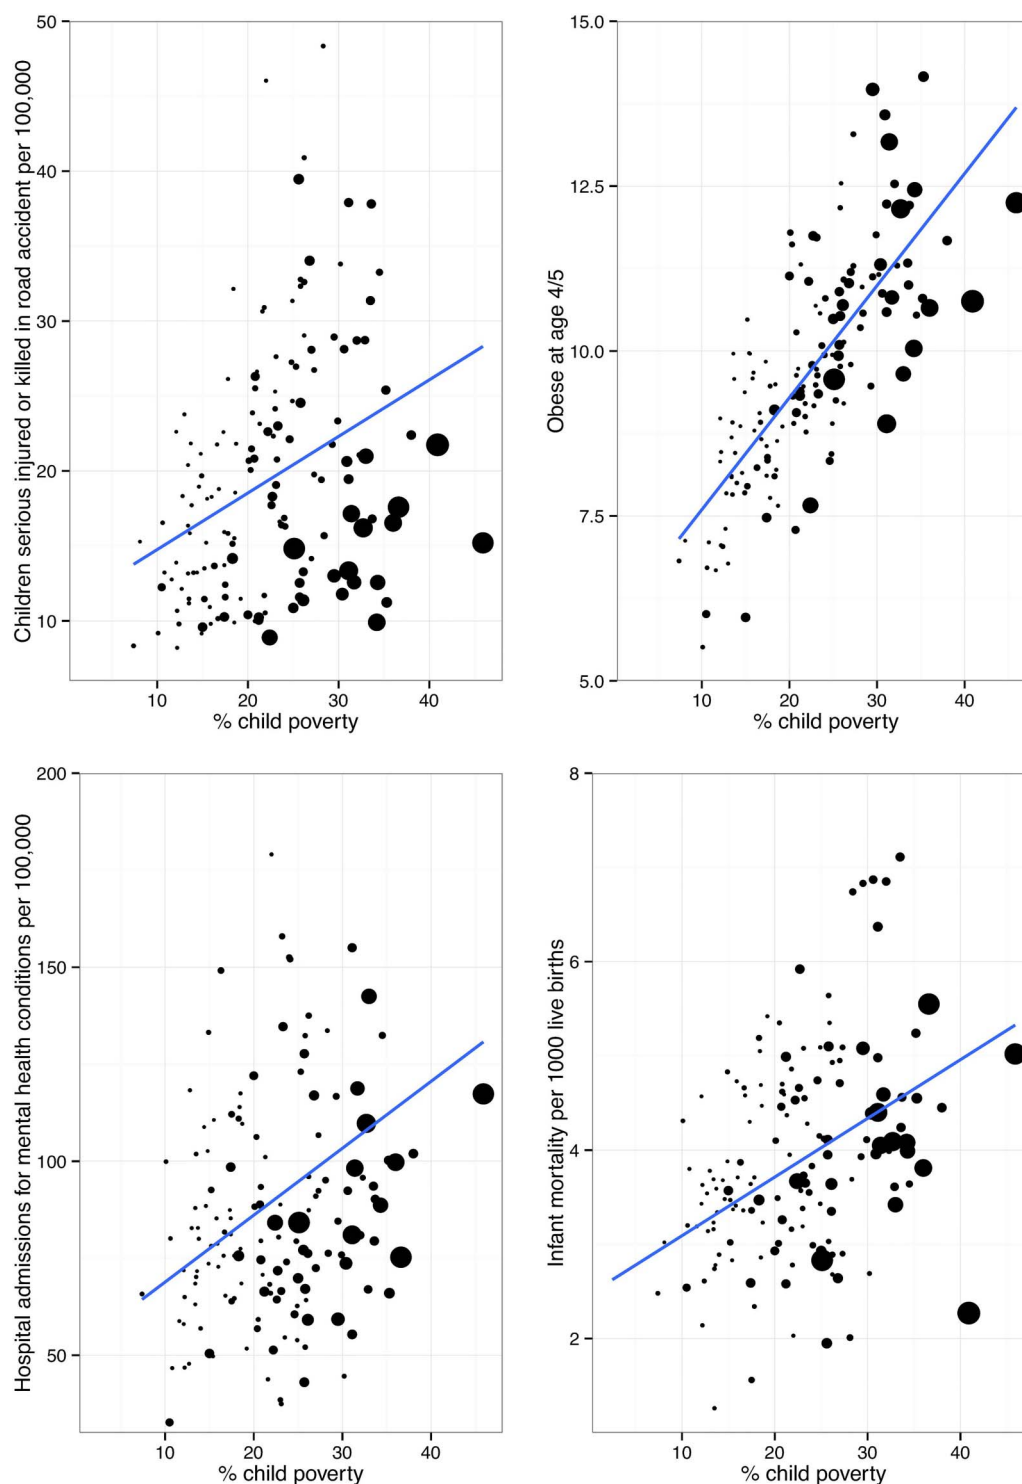 50
40
30
20
10
Children serious injured or killed in road accident per 100,000
10 20 30 40
% child poverty
15.0
12.5
10.0
7.5
5.0
Obese at age 4/5
10 20 30 40
% child poverty
200
150
100
50
Hospital admissions for mental health conditions per 100,000
10 20 30 40
% child poverty
8
6
4
2
Infant mortality per 1000 live births
10 20 30 40
% child poverty